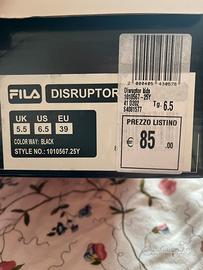 FILA DISRUPTOR
UK US EU
5.5 6.5 39
COLOR WAY: BLACK
STYLE NO.: 1010567.25Y
Disruptor kids
1010567-25Y
Tg. 6.5
PREZZO LISTINO
€ 85 .00